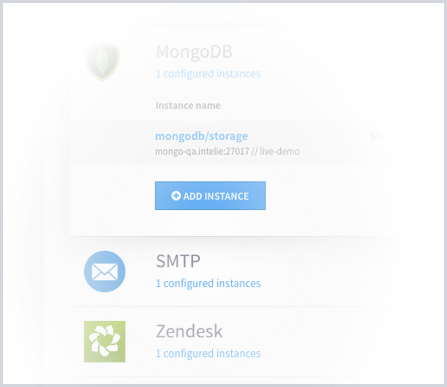 MongoDB
1 configured instances
Instance name
mongodb/storage
mongo-qa.intelie:27017 // live-demo
ADD INSTANCE
SMTP
1 configured instances
Zendesk
1 configured instances